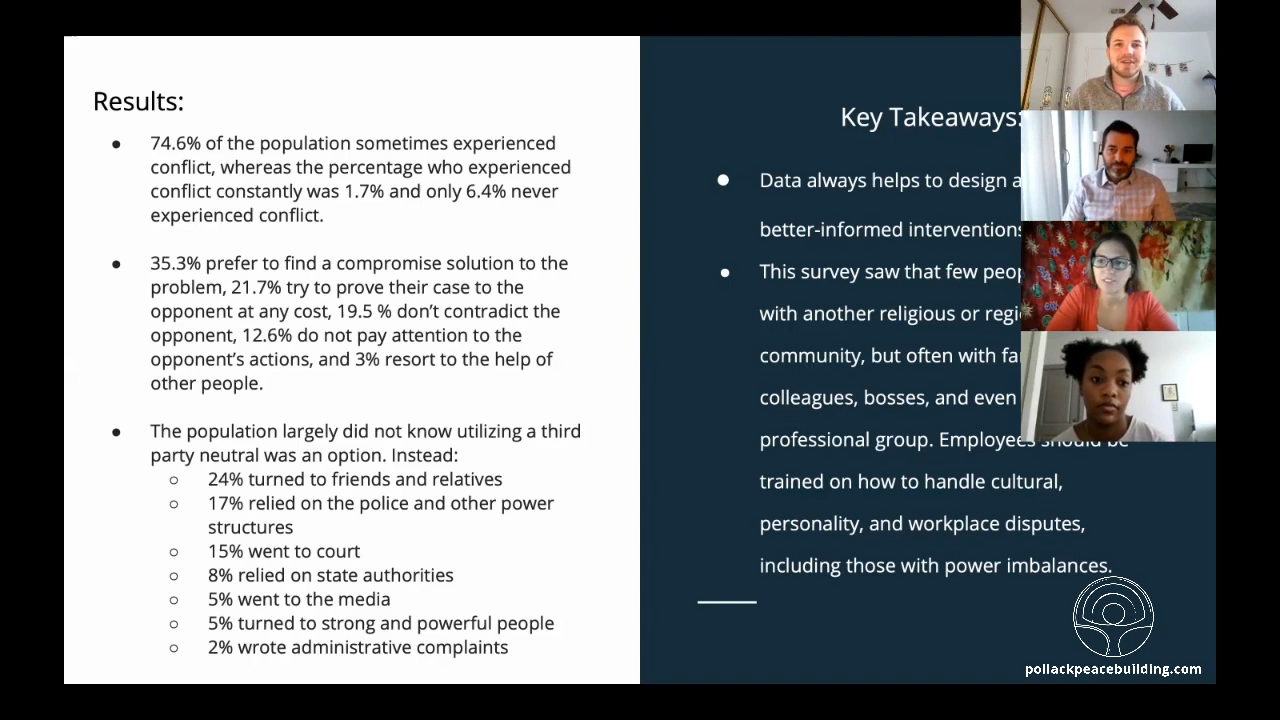 Results:
● 74.6% of the population sometimes experienced
conflict, whereas the percentage who experienced
conflict constantly was 1.7% and only 6.4% never
experienced conflict.
● 35.3% prefer to find a compromise solution to the
problem, 21.7% try to prove their case to the
opponent at any cost, 19.5 % don’t contradict the
opponent, 12.6% do not pay attention to the
opponent’s actions, and 3% resort to the help of
other people.
● The population largely did not know utilizing a third
party neutral was an option. Instead:
○ 24% turned to friends and relatives
○ 17% relied on the police and other power
structures
○ 15% went to court
○ 8% relied on state authorities
○ 5% went to the media
○ 5% turned to strong and powerful people
○ 2% wrote administrative complaints
Key Takeaways:
● Data always helps to design
better-informed interventions
● This survey saw that few
with another religious or
community, but often with
colleagues, bosses, and even
professional group. Employees should be
trained on how to handle cultural,
personality, and workplace disputes,
including those with power imbalances.
pollackpeacebuilding.com